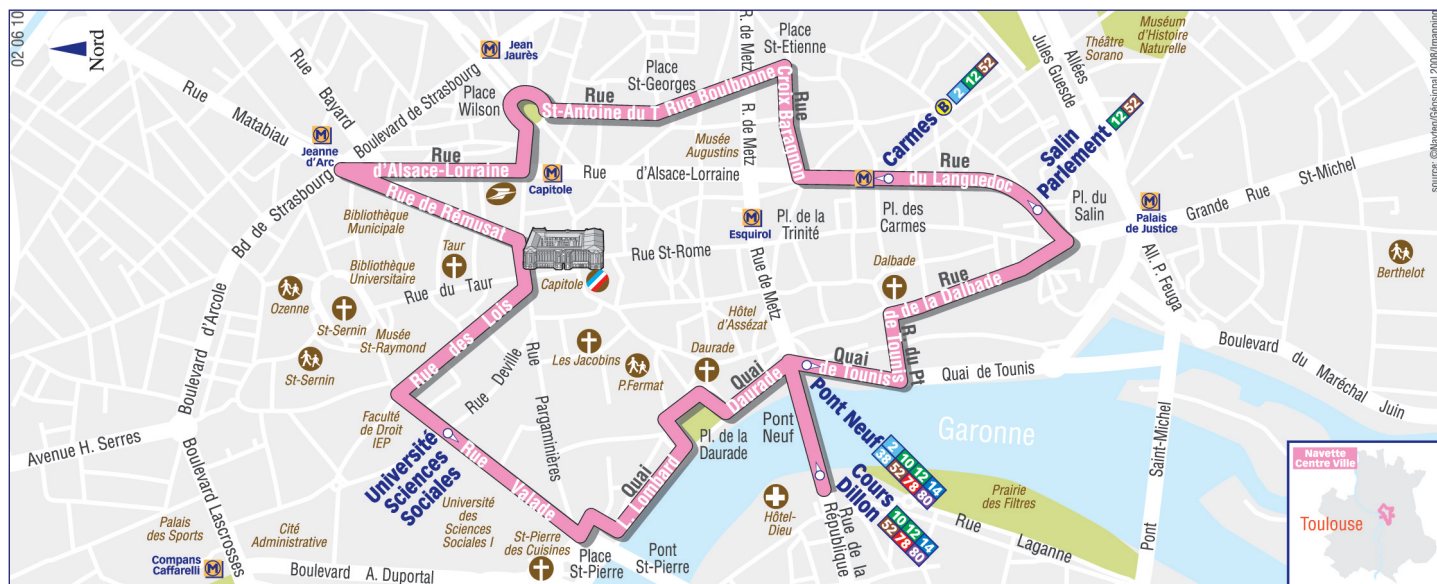 02 06 10
Nord
Rue Matabiau
Rue Bayard
Boulevard de Strasbourg
M
Jean
Jaurès
Place
Wilson
Place
St-Georges
R. de Metz
Place
St-Etienne
Théâtre
Sorano
Muséum
d'Histoire
Naturelle
Allées
Jules Guesde
Rue
St-Antoine du T
Rue Boulbonne
Rue
Croix Baragnon
R. de Metz
Musée
Augustins
Carmes B 2 12 52
Salin
Parlement 12 52
M
Jeanne
d'Arc
Rue
d'Alsace-Lorraine
M
Capitole
Rue d'Alsace-Lorraine
M
Rue
du Languedoc
Grande Rue St-Michel
Bd de Strasbourg
Rue de Rémusat
Bibliothèque
Municipale
M
Esquirol
Pl. de la
Trinité
Pl. des
Carmes
Pl. du
Salin
M
Palais
de Justice
Taur
Rue St-Rome
Bibliothèque
Universitaire
Rue du Taur
Capitole
Rue de Metz
Dalbade
Rue
de la Dalbade
All. P. Feuga
Berthelot
Boulevard d'Arcole
Ozenne
St-Sernin
Musée
St-Raymond
St-Sernin
Rue des Lois
Les Jacobins
P.Fermat
Daurade
Hôtel
d'Assézat
Rue Deville
Rue Pargaminières
Quai
Daurade
Quai
de Tounis
R. du Pt
de Tounis
Quai de Tounis
Boulevard du Maréchal Juin
Faculté
de Droit
IEP
Pl. de la
Daurade
Pont
Neuf
Garonne
Avenue H. Serres
Boulevard Lascrosses
Université
Sciences
Sociales
Rue Valade
Quai
L. Lombard
Pont Neuf 2 10 12 14
38 52 78 80
Cours
Dillon 10 12 14
52 78 80
Pont Saint-Michel
Prairie
des Filtres
Palais
des Sports
Cité
Administrative
Université
des
Sciences
Sociales I
St-Pierre
des Cuisines
Place
St-Pierre
Pont
St-Pierre
Hôtel-
Dieu
Rue de la
République
Rue Laganne
Compans
Caffarelli
M
Boulevard A. Duportal
Navette
Centre Ville
Toulouse